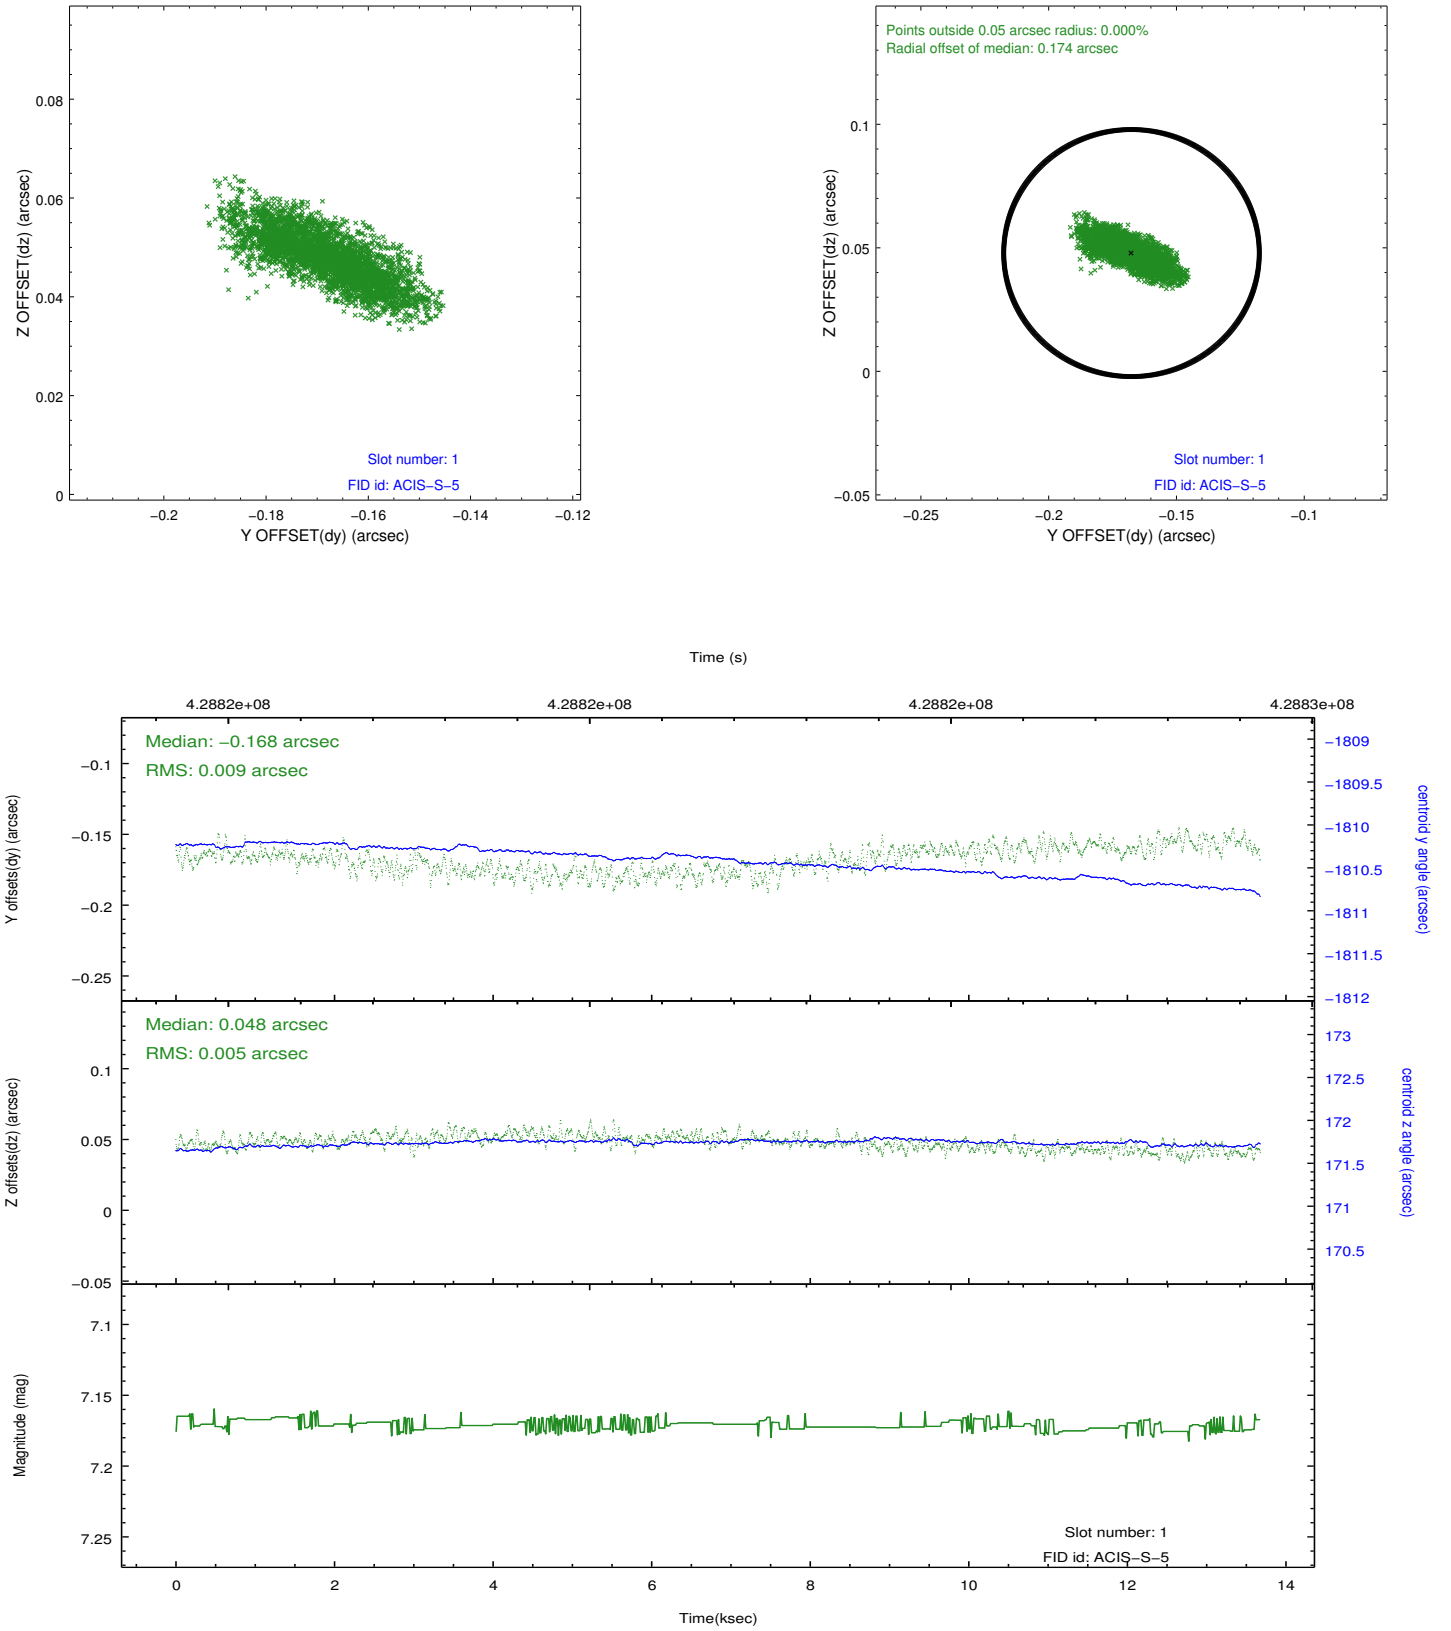 0.08
0.06
0.04
0.02
0
Z OFFSET(dz) (arcsec)
Slot number: 1
FID id: ACIS−S−5
−0.2
−0.18
−0.16
−0.14
−0.12
Y OFFSET(dy) (arcsec)
Points outside 0.05 arcsec radius: 0.000%
Radial offset of median: 0.174 arcsec
0.1
0.05
0
−0.05
Z OFFSET(dz) (arcsec)
Slot number: 1
FID id: ACIS−S−5
−0.25
−0.2
−0.15
−0.1
Y OFFSET(dy) (arcsec)
Time (s)
4.2882e+08
4.2882e+08
4.2882e+08
4.2883e+08
Median: −0.168 arcsec
RMS: 0.009 arcsec
−0.1
−0.15
−0.2
−0.25
Y offsets(dy) (arcsec)
−1809
−1809.5
−1810
−1810.5
−1811
−1811.5
−1812
centroid y angle (arcsec)
Median: 0.048 arcsec
RMS: 0.005 arcsec
0.1
0.05
0
−0.05
Z offsets(dz) (arcsec)
173
172.5
172
171.5
171
170.5
centroid z angle (arcsec)
7.1
7.15
7.2
7.25
Magnitude (mag)
Slot number: 1
FID id: ACIS−S−5
0
2
4
6
8
10
12
14
Time(ksec)